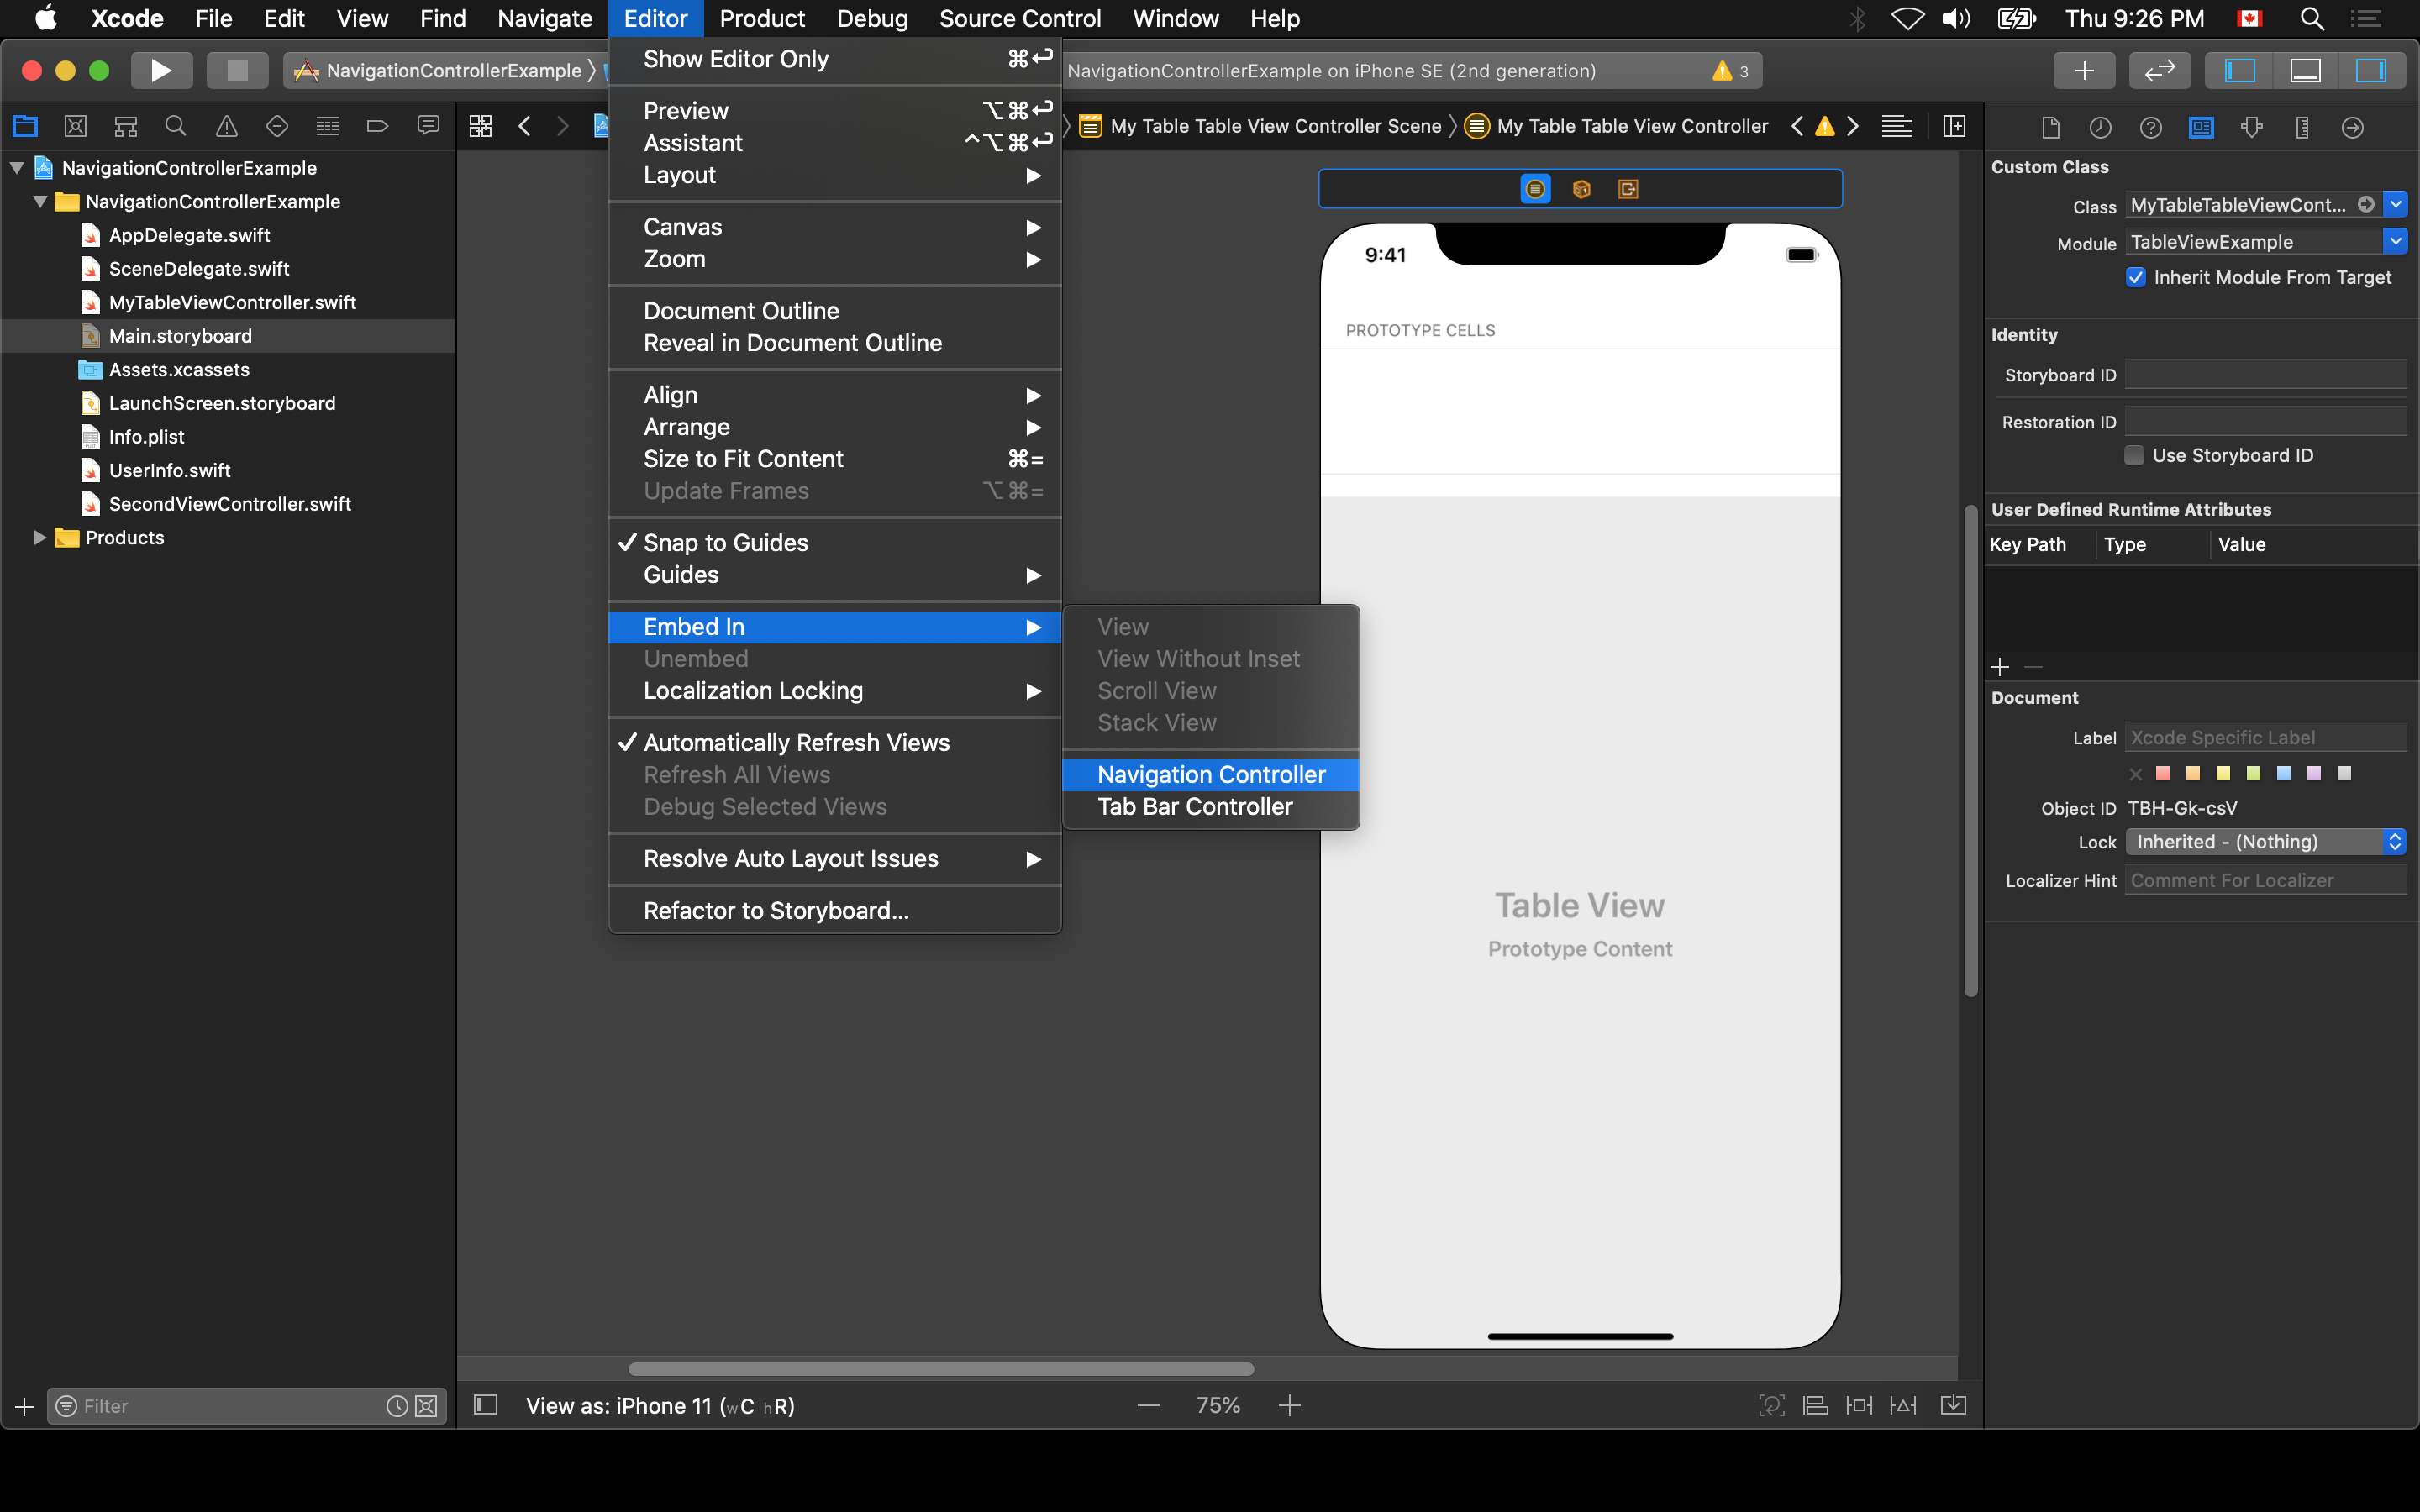 Xcode File Edit View Find Navigate Editor Product Debug Source Control Window Help Thu 9:26 PM
NavigationControllerExample
NavigationControllerExample on iPhone SE (2nd generation) 3
My Table Table View Controller Scene My Table Table View Controller
NavigationControllerExample
NavigationControllerExample
AppDelegate.swift
SceneDelegate.swift
MyTableViewController.swift
Main.storyboard
Assets.xcassets
LaunchScreen.storyboard
Info.plist
UserInfo.swift
SecondViewController.swift
Products
Filter
Show Editor Only ⌘↩
Preview ⌥⌘↩
Assistant ^⌥⌘↩
Layout
Canvas
Zoom
Document Outline
Reveal in Document Outline
Align
Arrange
Size to Fit Content ⌘=
Update Frames ⌥⌘=
Snap to Guides
Guides
Embed In
Unembed
Localization Locking
Automatically Refresh Views
Refresh All Views
Debug Selected Views
Resolve Auto Layout Issues
Refactor to Storyboard...
View
View Without Inset
Scroll View
Stack View
Navigation Controller
Tab Bar Controller
9:41
PROTOTYPE CELLS
Table View
Prototype Content
View as: iPhone 11 (wC hR)
75%
Custom Class
Class MyTableTableViewCont...
Module TableViewExample
Inherit Module From Target
Identity
Storyboard ID
Restoration ID
Use Storyboard ID
User Defined Runtime Attributes
Key Path Type Value
Document
Label Xcode Specific Label
Object ID TBH-Gk-csV
Lock Inherited - (Nothing)
Localizer Hint Comment For Localizer